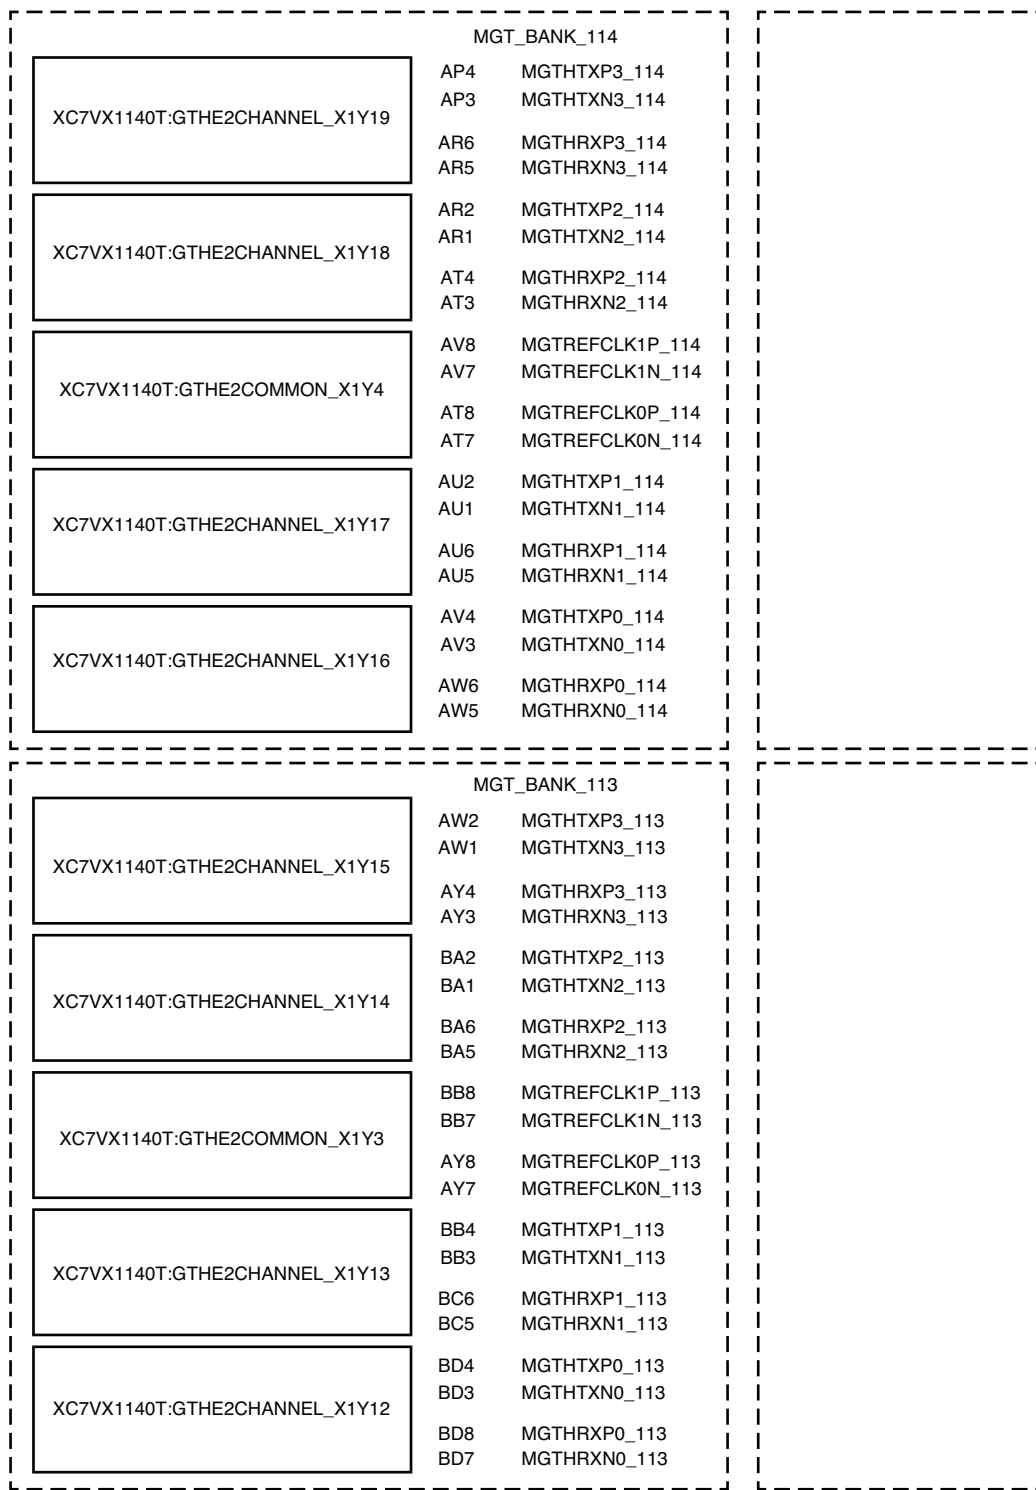 MGT_BANK_114
AP4 MGTHTXP3_114
AP3 MGTHTXN3_114
XC7VX1140T:GTHE2CHANNEL_X1Y19
AR6 MGTHRXP3_114
AR5 MGTHRXN3_114
AR2 MGTHTXP2_114
AR1 MGTHTXN2_114
XC7VX1140T:GTHE2CHANNEL_X1Y18
AT4 MGTHRXP2_114
AT3 MGTHRXN2_114
AV8 MGTREFCLK1P_114
AV7 MGTREFCLK1N_114
XC7VX1140T:GTHE2COMMON_X1Y4
AT8 MGTREFCLK0P_114
AT7 MGTREFCLK0N_114
AU2 MGTHTXP1_114
AU1 MGTHTXN1_114
XC7VX1140T:GTHE2CHANNEL_X1Y17
AU6 MGTHRXP1_114
AU5 MGTHRXN1_114
AV4 MGTHTXP0_114
AV3 MGTHTXN0_114
XC7VX1140T:GTHE2CHANNEL_X1Y16
AW6 MGTHRXP0_114
AW5 MGTHRXN0_114
MGT_BANK_113
AW2 MGTHTXP3_113
AW1 MGTHTXN3_113
XC7VX1140T:GTHE2CHANNEL_X1Y15
AY4 MGTHRXP3_113
AY3 MGTHRXN3_113
BA2 MGTHTXP2_113
BA1 MGTHTXN2_113
XC7VX1140T:GTHE2CHANNEL_X1Y14
BA6 MGTHRXP2_113
BA5 MGTHRXN2_113
BB8 MGTREFCLK1P_113
BB7 MGTREFCLK1N_113
XC7VX1140T:GTHE2COMMON_X1Y3
AY8 MGTREFCLK0P_113
AY7 MGTREFCLK0N_113
BB4 MGTHTXP1_113
BB3 MGTHTXN1_113
XC7VX1140T:GTHE2CHANNEL_X1Y13
BC6 MGTHRXP1_113
BC5 MGTHRXN1_113
BD4 MGTHTXP0_113
BD3 MGTHTXN0_113
XC7VX1140T:GTHE2CHANNEL_X1Y12
BD8 MGTHRXP0_113
BD7 MGTHRXN0_113